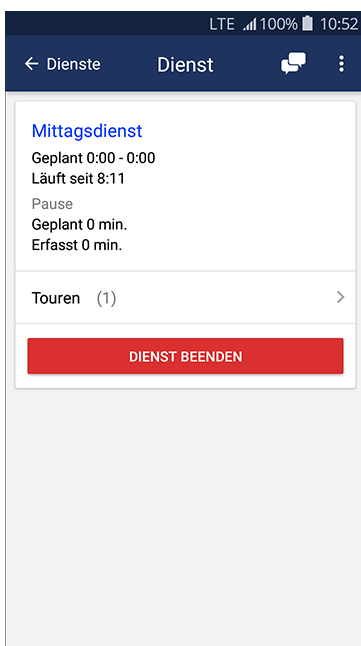 LTE 100% 10:52
Dienste Dienst
Mittagsdienst
Geplant 0:00 - 0:00
Läuft seit 8:11
Pause
Geplant 0 min.
Erfasst 0 min.
Touren (1)
DIENST BEENDEN